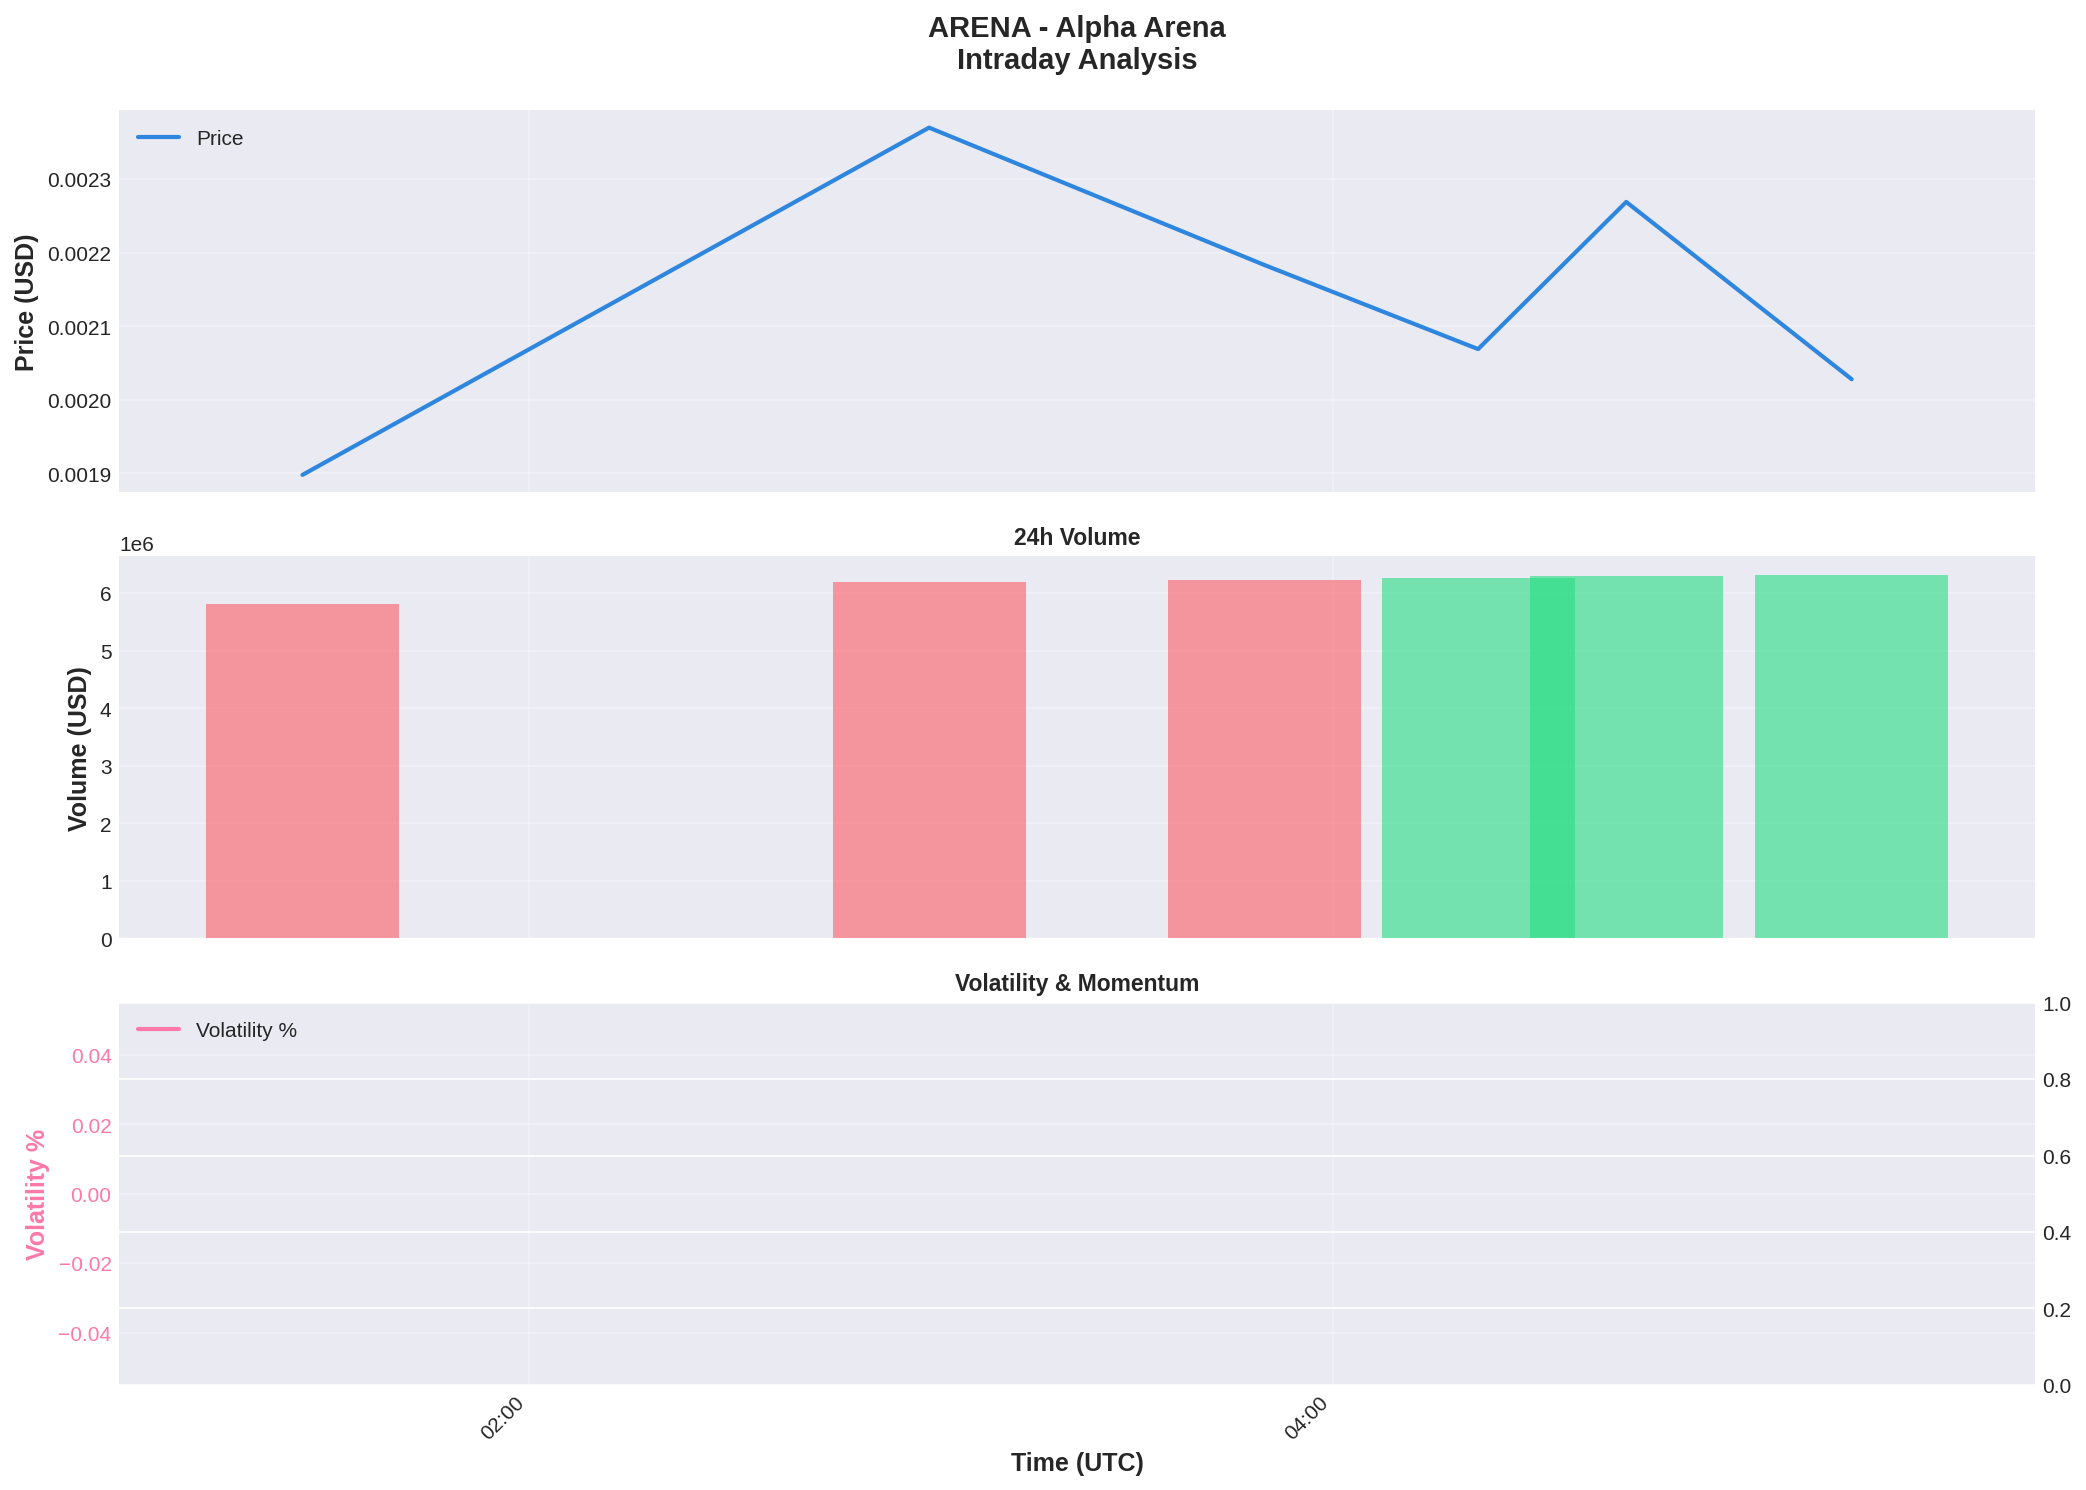 ARENA - Alpha Arena
Intraday Analysis
Price
0.0023
0.0022
0.0021
0.0020
0.0019
Price (USD)
24h Volume
1e6
6
5
4
3
2
1
0
Volume (USD)
Volatility & Momentum
Volatility %
0.04
0.02
0.00
−0.02
−0.04
Volatility %
1.0
0.8
0.6
0.4
0.2
0.0
02:00
04:00
Time (UTC)